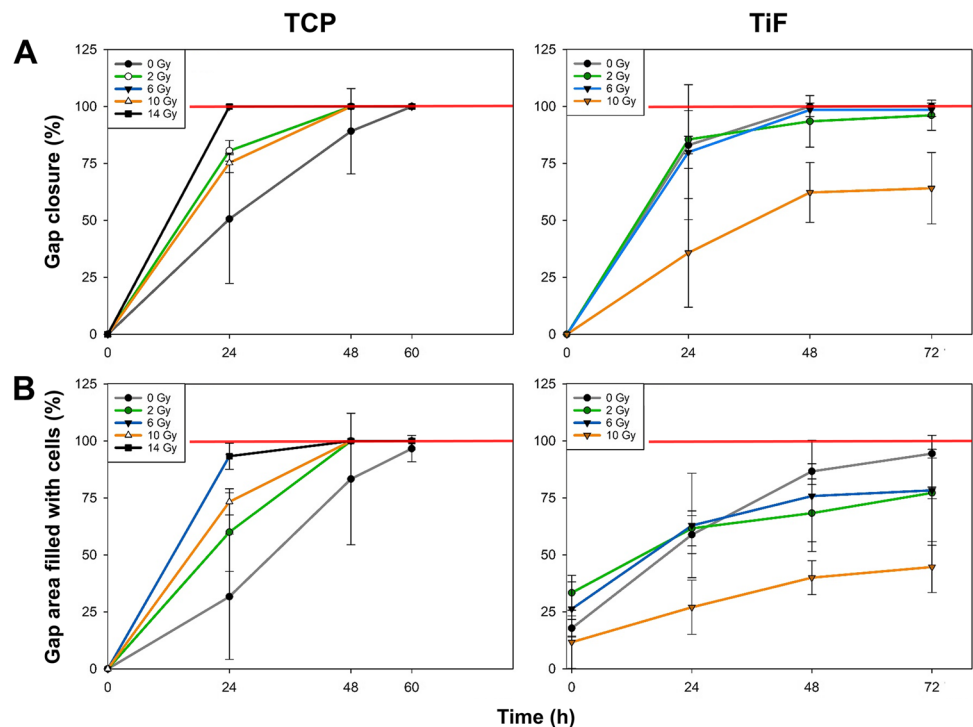 TCP
TiF
A
Gap closure (%)
125
100
75
50
25
0
0 Gy
2 Gy
6 Gy
10 Gy
14 Gy
0
24
48
60
125
100
75
50
25
0
0 Gy
2 Gy
6 Gy
10 Gy
0
24
48
72
B
Gap area filled with cells (%)
125
100
75
50
25
0
0 Gy
2 Gy
6 Gy
10 Gy
14 Gy
0
24
48
60
125
100
75
50
25
0
0 Gy
2 Gy
6 Gy
10 Gy
0
24
48
72
Time (h)